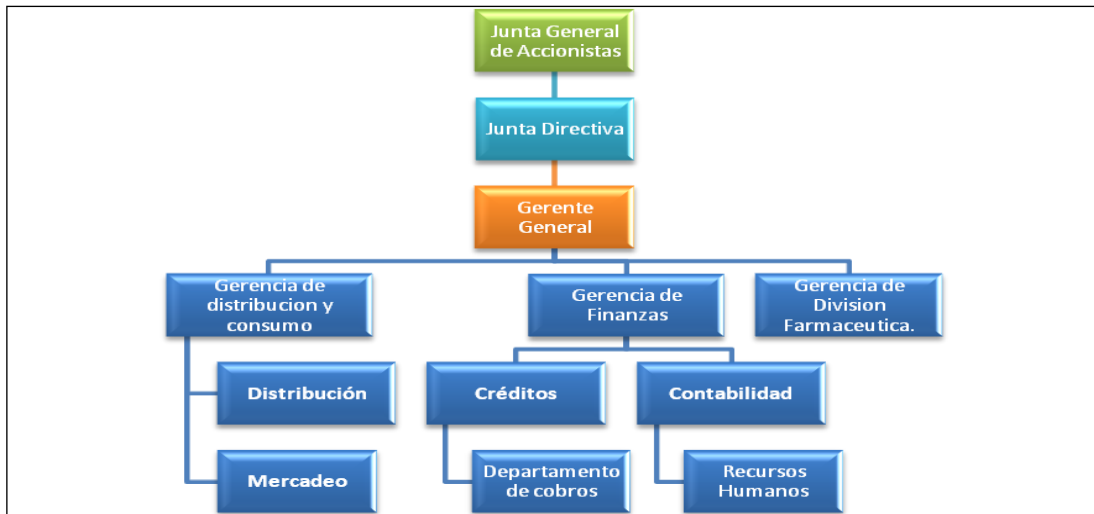 Junta General
de Accionistas
Junta Directiva
Gerente
General
Gerencia de
distribucion y
consumo
Gerencia de
Finanzas
Gerencia de
Division
Farmaceutica.
Distribución
Créditos
Contabilidad
Mercadeo
Departamento
de cobros
Recursos
Humanos